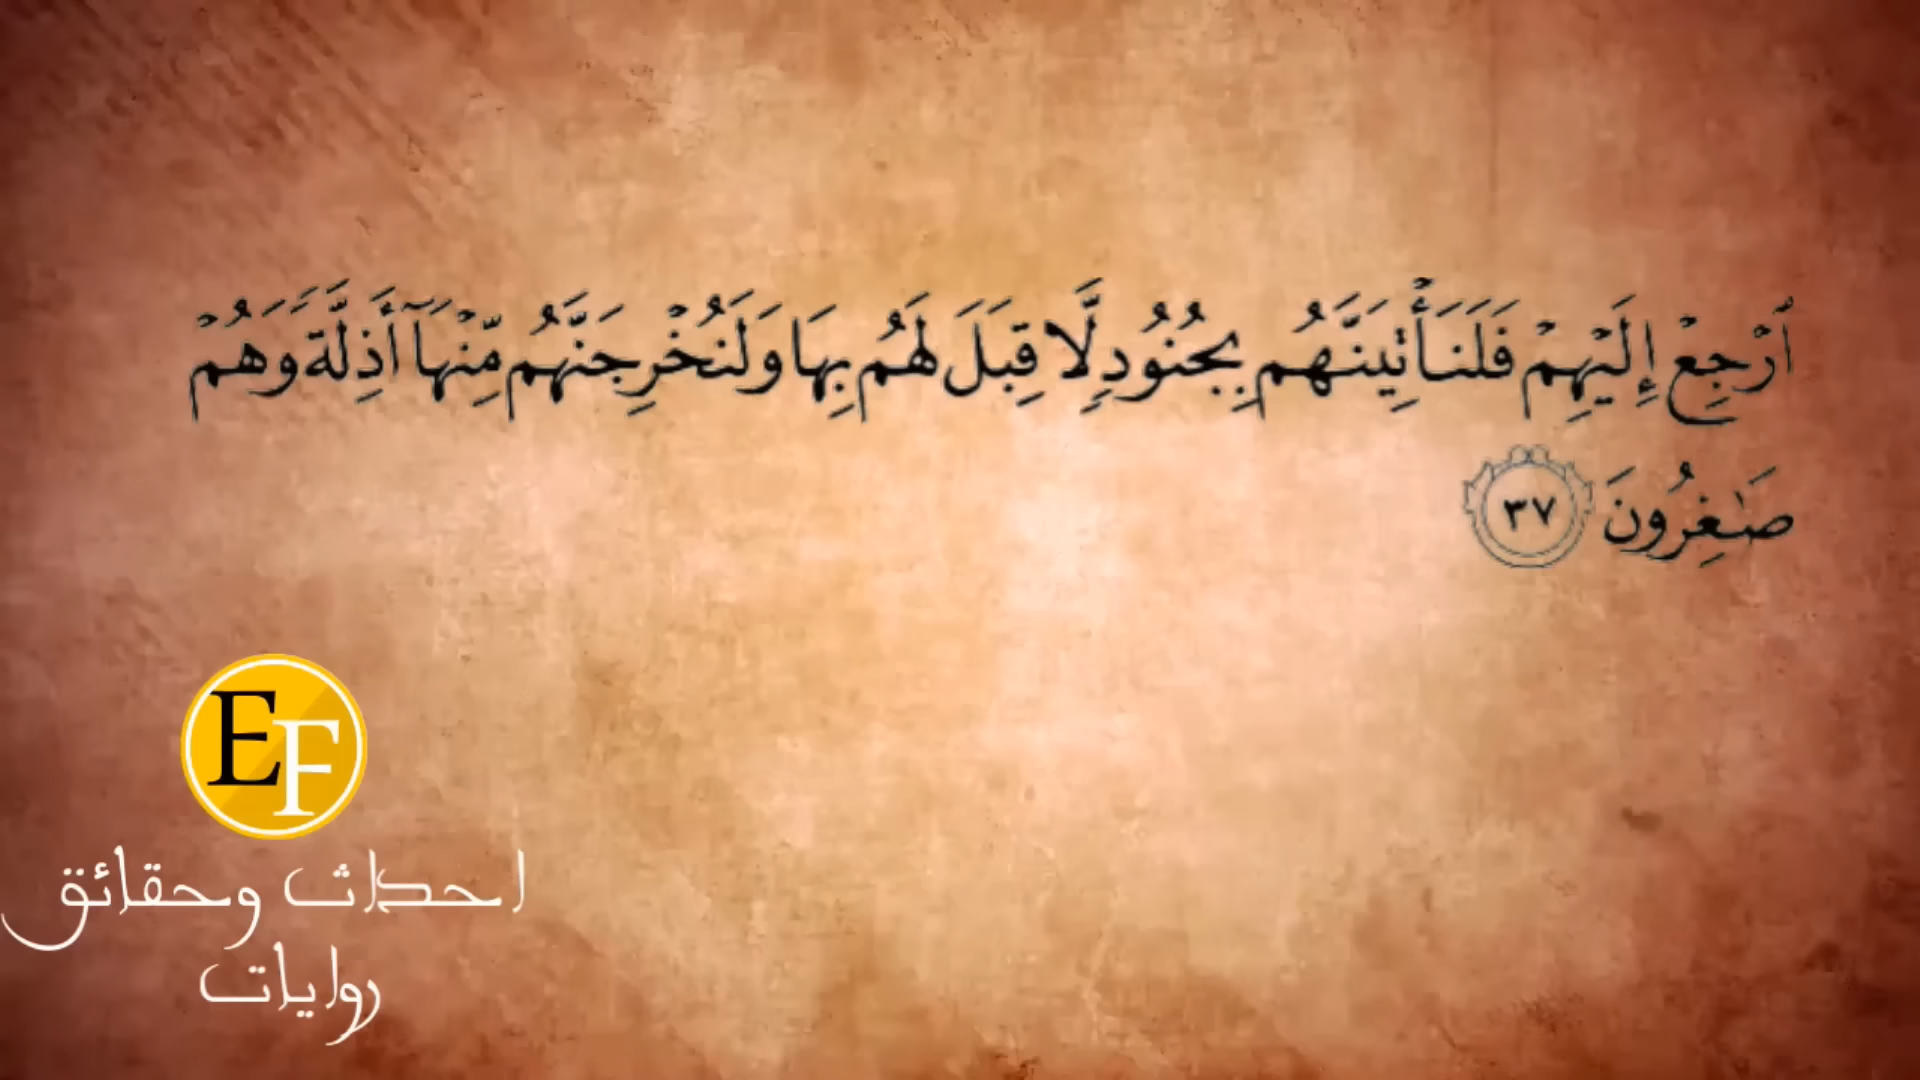 ٱرْجِعْ إِلَيْهِمْ فَلَنَأْتِيَنَّهُم بِجُنُودٍ لَّا قِبَلَ لَهُم بِهَا وَلَنُخْرِجَنَّهُم مِّنْهَآ أَذِلَّةً وَهُمْ
صَٰغِرُونَ ٣٧
EF
احداث وحقائق
روايات